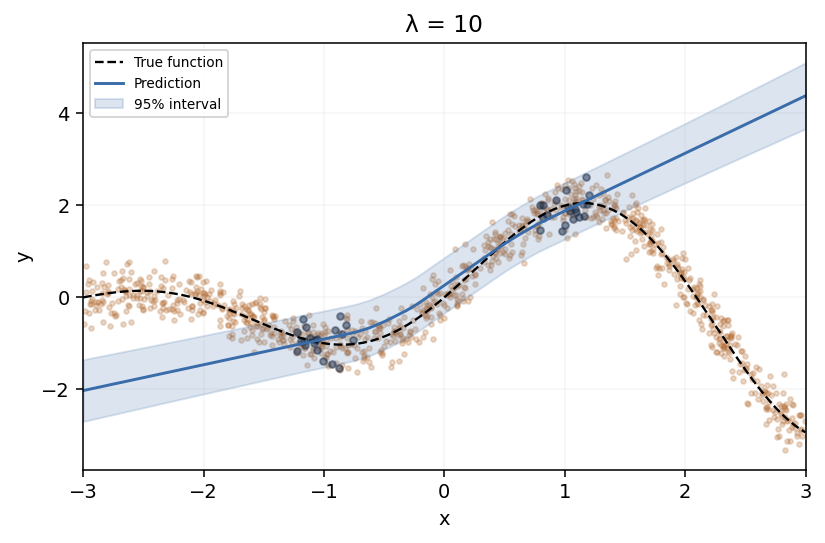 λ = 10
True function
Prediction
95% interval
y
4
2
0
−2
−3
−2
−1
0
1
2
3
x